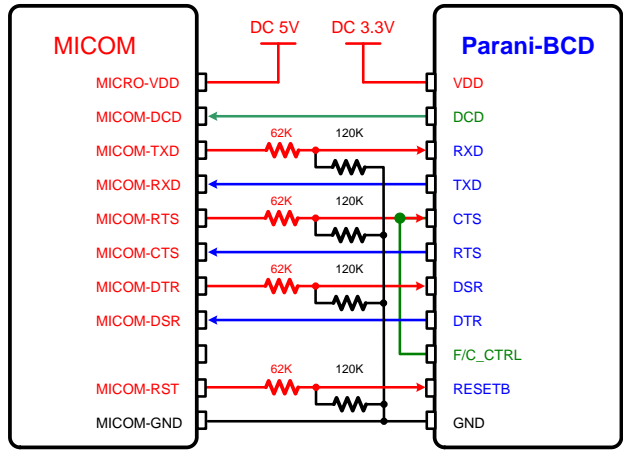 DC 5V DC 3.3V
MICOM Parani-BCD
MICRO-VDD VDD
MICOM-DCD DCD
62K 120K
MICOM-TXD RXD
MICOM-RXD TXD
62K 120K
MICOM-RTS CTS
MICOM-CTS RTS
62K 120K
MICOM-DTR DSR
MICOM-DSR DTR
F/C_CTRL
62K 120K
MICOM-RST RESETB
MICOM-GND GND